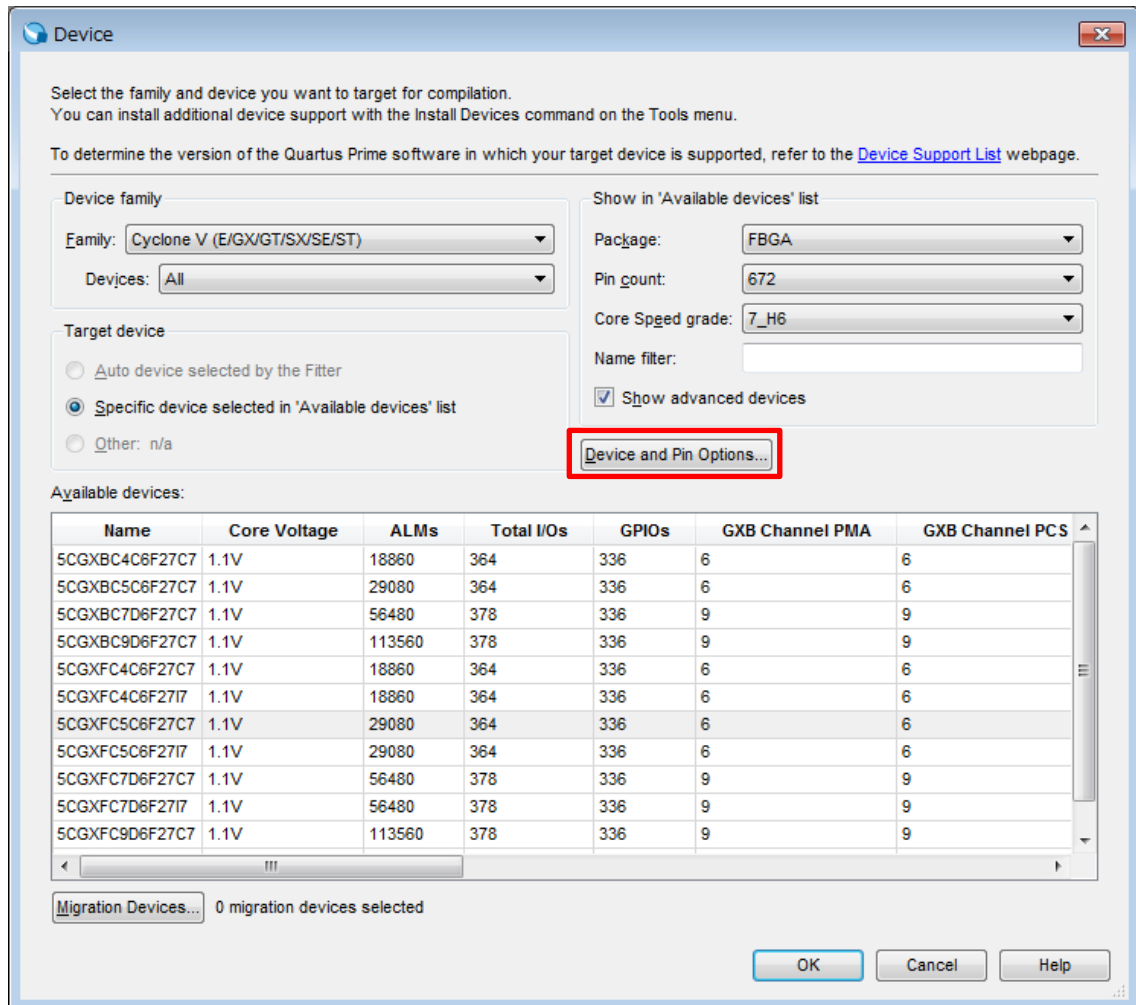 Device
Select the family and device you want to target for compilation.
You can install additional device support with the Install Devices command on the Tools menu.
To determine the version of the Quartus Prime software in which your target device is supported, refer to the Device Support List webpage.
Device family
Family: Cyclone V (E/GX/GT/SX/SE/ST)
Devices: All
Target device
Auto device selected by the Fitter
Specific device selected in 'Available devices' list
Other: n/a
Show in 'Available devices' list
Package: FBGA
Pin count: 672
Core Speed grade: 7_H6
Name filter:
Show advanced devices
Device and Pin Options...
Available devices:
Name Core Voltage ALMs Total I/Os GPIOs GXB Channel PMA GXB Channel PCS
5CGXBC4C6F27C7 1.1V 18860 364 336 6 6
5CGXBC5C6F27C7 1.1V 29080 364 336 6 6
5CGXBC7D6F27C7 1.1V 56480 378 336 9 9
5CGXBC9D6F27C7 1.1V 113560 378 336 9 9
5CGXFC4C6F27C7 1.1V 18860 364 336 6 6
5CGXFC4C6F27I7 1.1V 18860 364 336 6 6
5CGXFC5C6F27C7 1.1V 29080 364 336 6 6
5CGXFC5C6F27I7 1.1V 29080 364 336 6 6
5CGXFC7D6F27C7 1.1V 56480 378 336 9 9
5CGXFC7D6F27I7 1.1V 56480 378 336 9 9
5CGXFC9D6F27C7 1.1V 113560 378 336 9 9
Migration Devices... 0 migration devices selected
OK Cancel Help